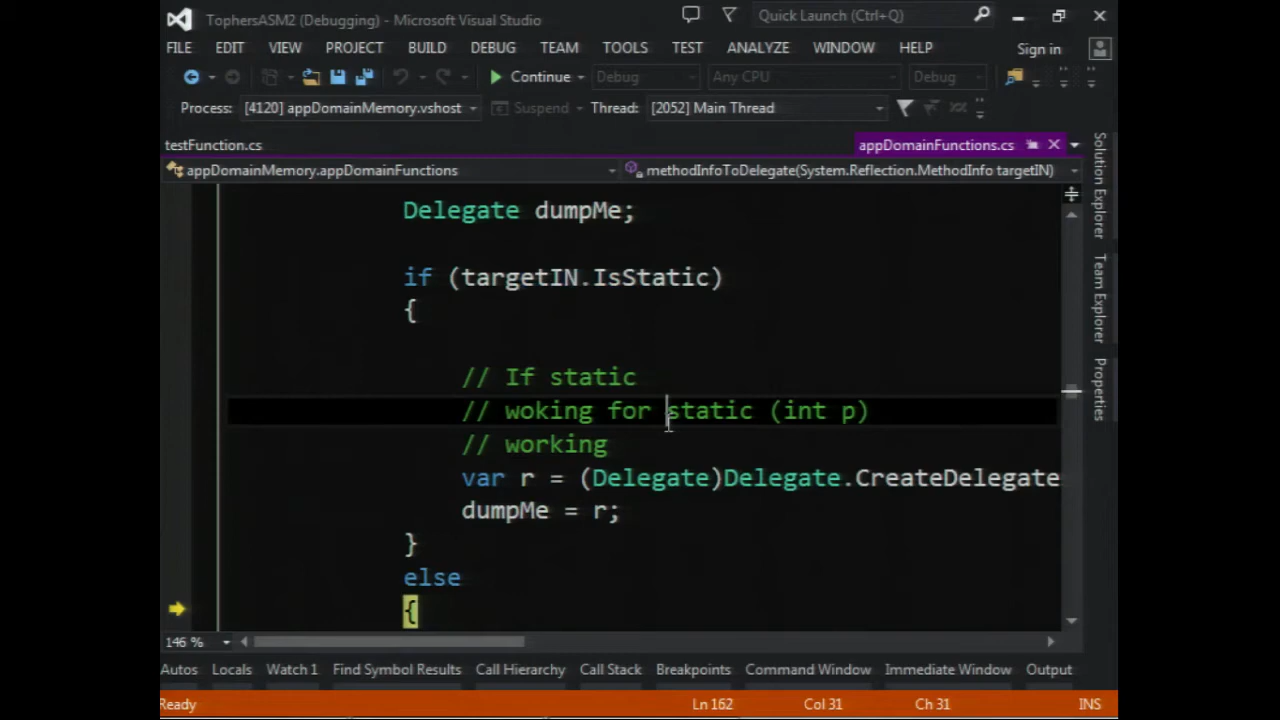 TophersASM2 (Debugging) - Microsoft Visual Studio
Quick Launch (Ctrl+Q)
FILE EDIT VIEW PROJECT BUILD DEBUG TEAM TOOLS TEST ANALYZE WINDOW HELP Sign in
Continue Debug Any CPU Debug
Process: [4120] appDomainMemory.vshost Suspend Thread: [2052] Main Thread
testFunction.cs appDomainFunctions.cs
appDomainMemory.appDomainFunctions methodInfoToDelegate(System.Reflection.MethodInfo targetIN)
Delegate dumpMe;
if (targetIN.IsStatic)
{
// If static
// woking for static (int p)
// working
var r = (Delegate)Delegate.CreateDelegate
dumpMe = r;
}
else
{
Solution Explorer
Team Explorer
Properties
146 %
Autos Locals Watch 1 Find Symbol Results Call Hierarchy Call Stack Breakpoints Command Window Immediate Window Output
Ready Ln 162 Col 31 Ch 31 INS